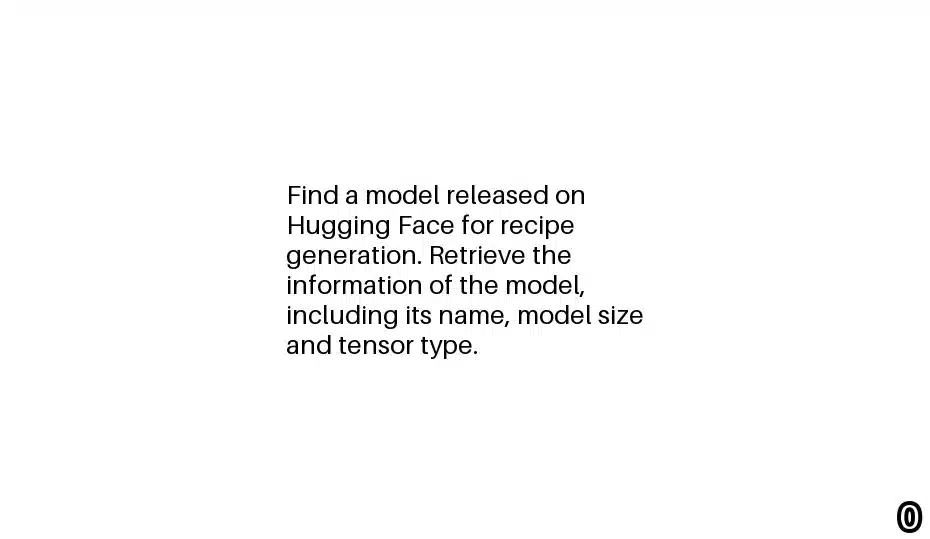 Find a model released on
Hugging Face for recipe
generation. Retrieve the
information of the model,
including its name, model size
and tensor type.
0